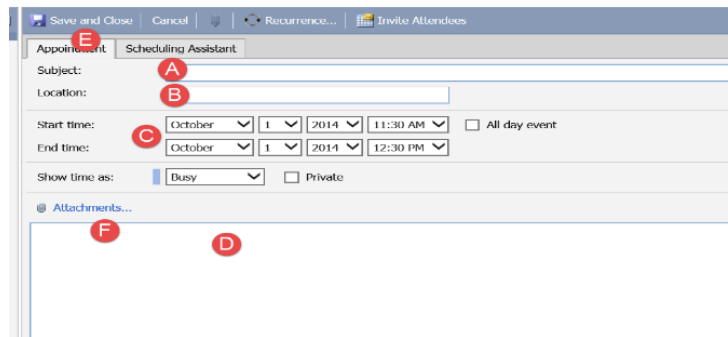 Save and Close Cancel Recurrence... Invite Attendees
E
Appointment Scheduling Assistant
Subject: A
Location: B
Start time: October 1 2014 11:30 AM All day event
C
End time: October 1 2014 12:30 PM
Show time as: Busy Private
Attachments...
F
D